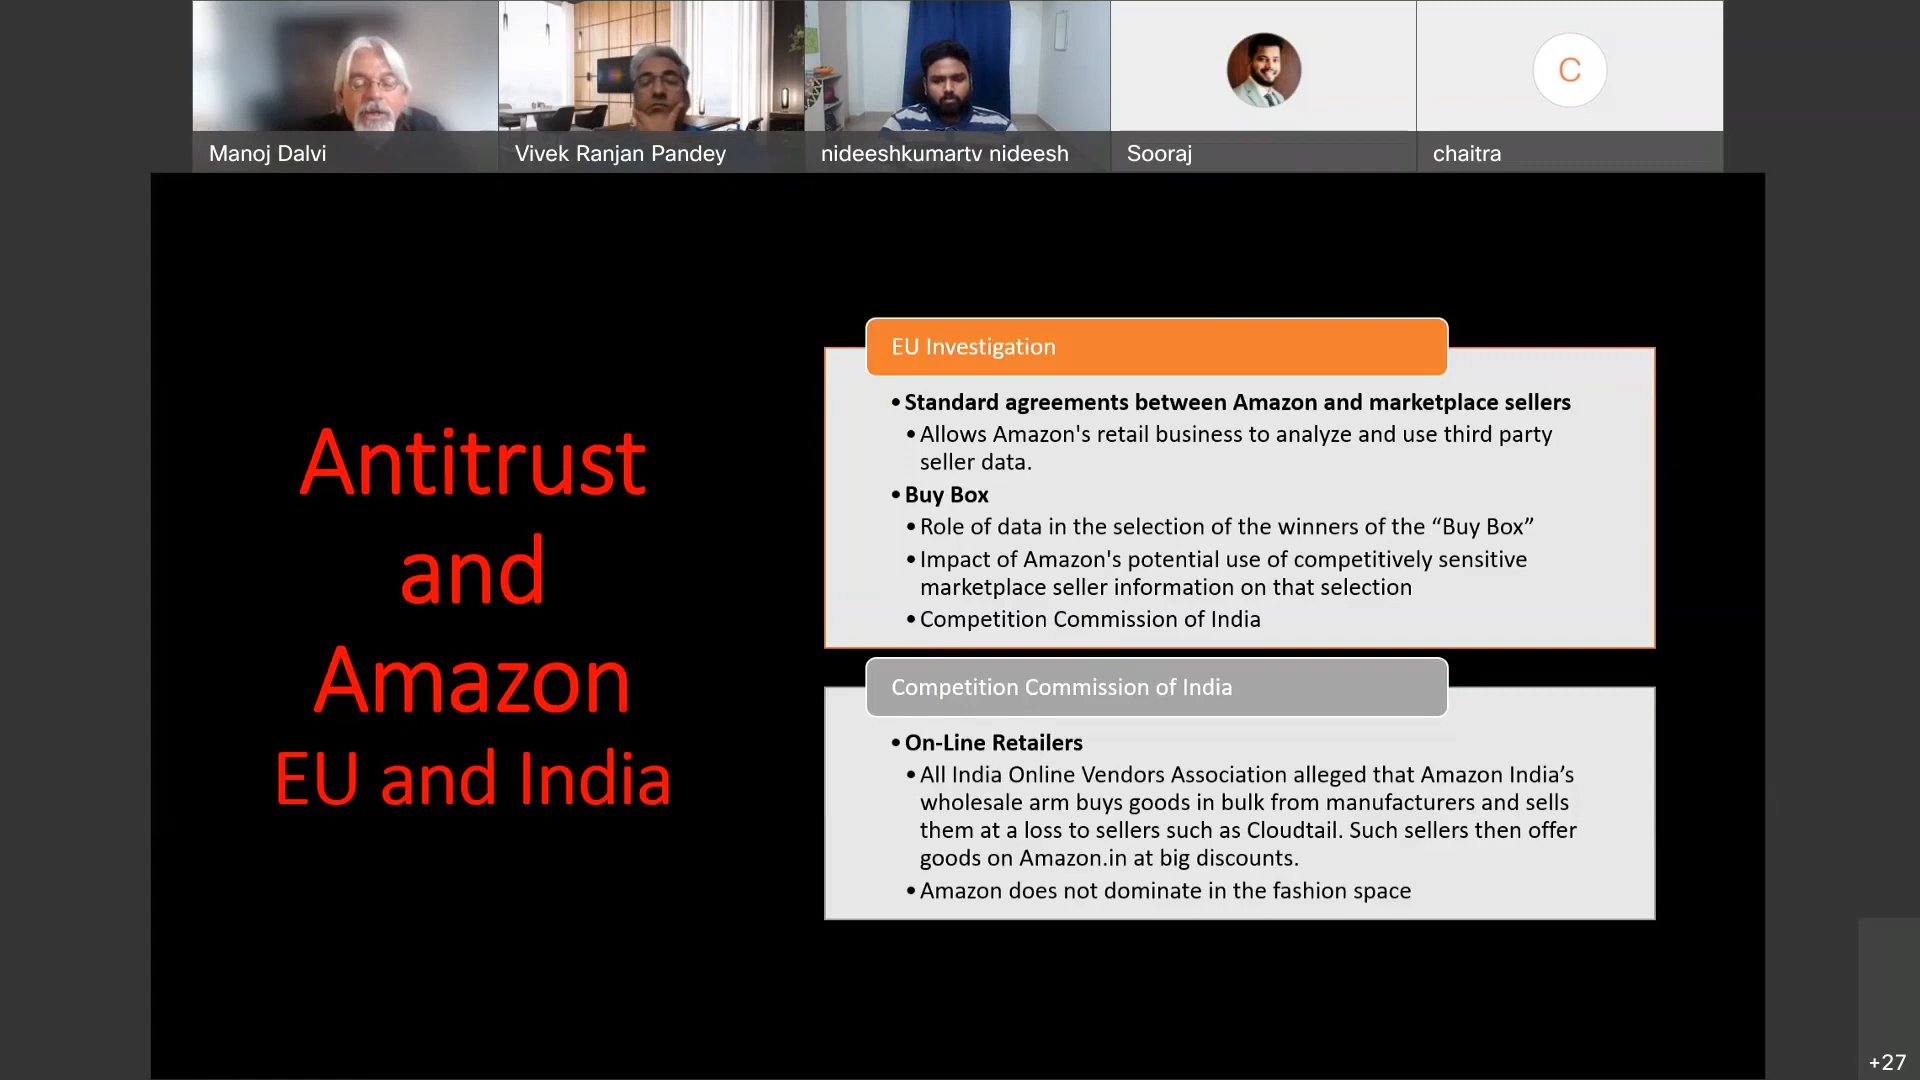 Manoj Dalvi
Vivek Ranjan Pandey
nideeshkumartv nideesh
Sooraj
C
chaitra
Antitrust
and
Amazon
EU and India
EU Investigation
•Standard agreements between Amazon and marketplace sellers
•Allows Amazon's retail business to analyze and use third party
seller data.
•Buy Box
•Role of data in the selection of the winners of the “Buy Box”
•Impact of Amazon's potential use of competitively sensitive
marketplace seller information on that selection
•Competition Commission of India
Competition Commission of India
•On-Line Retailers
•All India Online Vendors Association alleged that Amazon India’s
wholesale arm buys goods in bulk from manufacturers and sells
them at a loss to sellers such as Cloudtail. Such sellers then offer
goods on Amazon.in at big discounts.
•Amazon does not dominate in the fashion space
+27